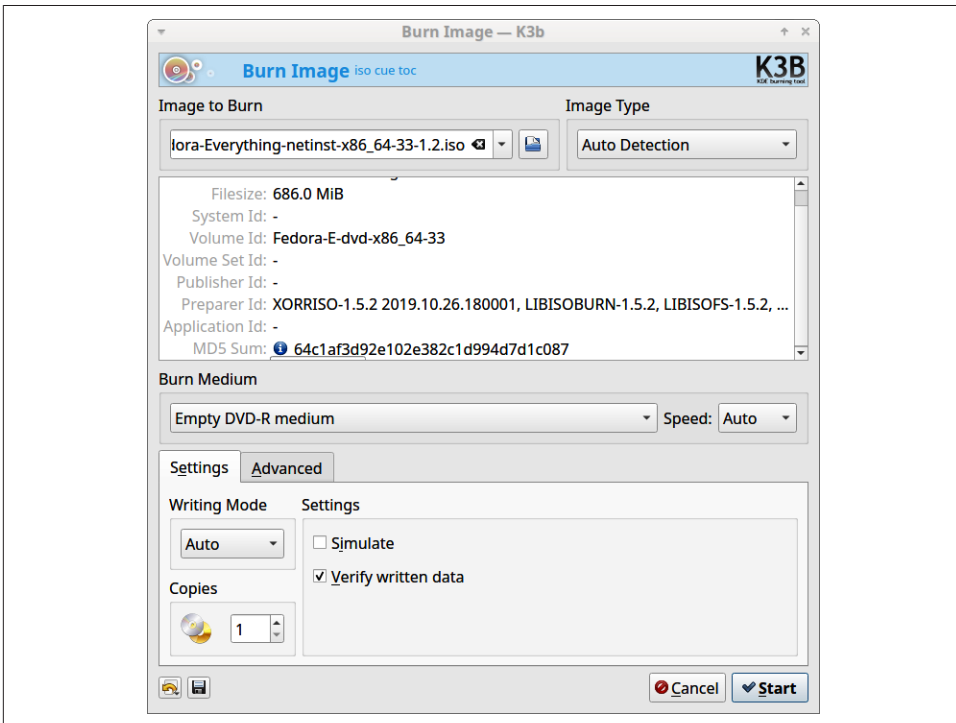 Burn Image — K3b
Burn Image iso cue toc
K3B
KDE burning tool
Image to Burn
Image Type
dora-Everything-netinst-x86_64-33-1.2.iso
Auto Detection
Filesize: 686.0 MiB
System Id: -
Volume Id: Fedora-E-dvd-x86_64-33
Volume Set Id: -
Publisher Id: -
Preparer Id: XORRISO-1.5.2 2019.10.26.180001, LIBISOBURN-1.5.2, LIBISOFS-1.5.2, ...
Application Id: -
MD5 Sum: 64c1af3d92e102e382c1d994d7d1c087
Burn Medium
Empty DVD-R medium
Speed: Auto
Settings Advanced
Writing Mode
Settings
Auto
Simulate
Verify written data
Copies
1
Cancel
Start